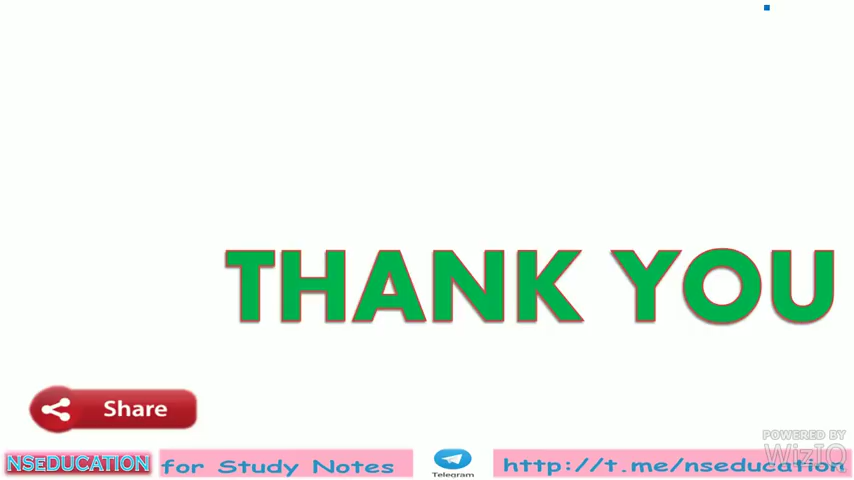 THANK YOU
Share
POWERED BY
WizIQ
NSEDUCATION for Study Notes
Telegram
http://t.me/nseducation